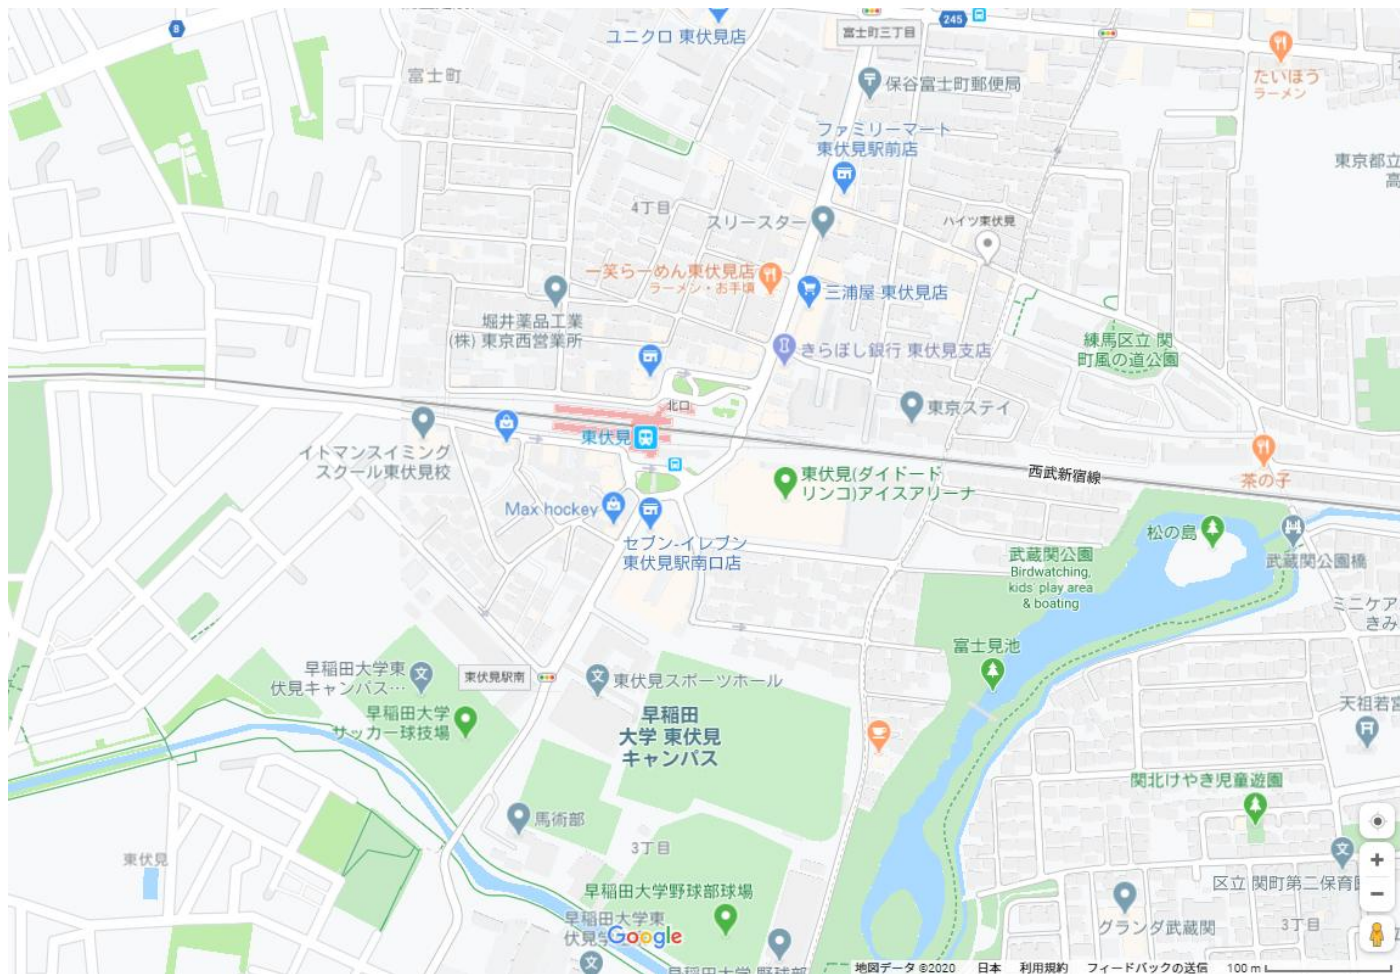 8
245
ユニクロ 東伏見店
富士町三丁目
富士町
保谷富士町郵便局
たいほう
ラーメン
ファミリーマート
東伏見駅前店
東京都立
高
4丁目
スリースター
ハイツ東伏見
一笑らーめん東伏見店
ラーメン・お手頃
三浦屋 東伏見店
堀井薬品工業
(株) 東京西営業所
きらぼし銀行 東伏見支店
練馬区立 関
町風の道公園
北口
東京ステイ
東伏見
イトマンスイミング
スクール東伏見校
東伏見(ダイドード
リンコ)アイスアリーナ
西武新宿線
茶の子
Max hockey
セブン-イレブン
東伏見駅南口店
松の島
武蔵関公園
Birdwatching,
kids' play area
& boating
武蔵関公園橋
ミニケア
きみ
富士見池
早稲田大学東
伏見キャンパス…
東伏見駅南
東伏見スポーツホール
早稲田大学
サッカー球技場
早稲田
大学 東伏見
キャンパス
天祖若宮
関北けやき児童遊園
馬術部
3丁目
東伏見
早稲田大学野球部球場
区立 関町第二保育園
早稲田大学東
グランダ武蔵関
3丁目
Google
早稲田大学 野球部
地図データ ©2020 日本 利用規約 フィードバックの送信 100 m